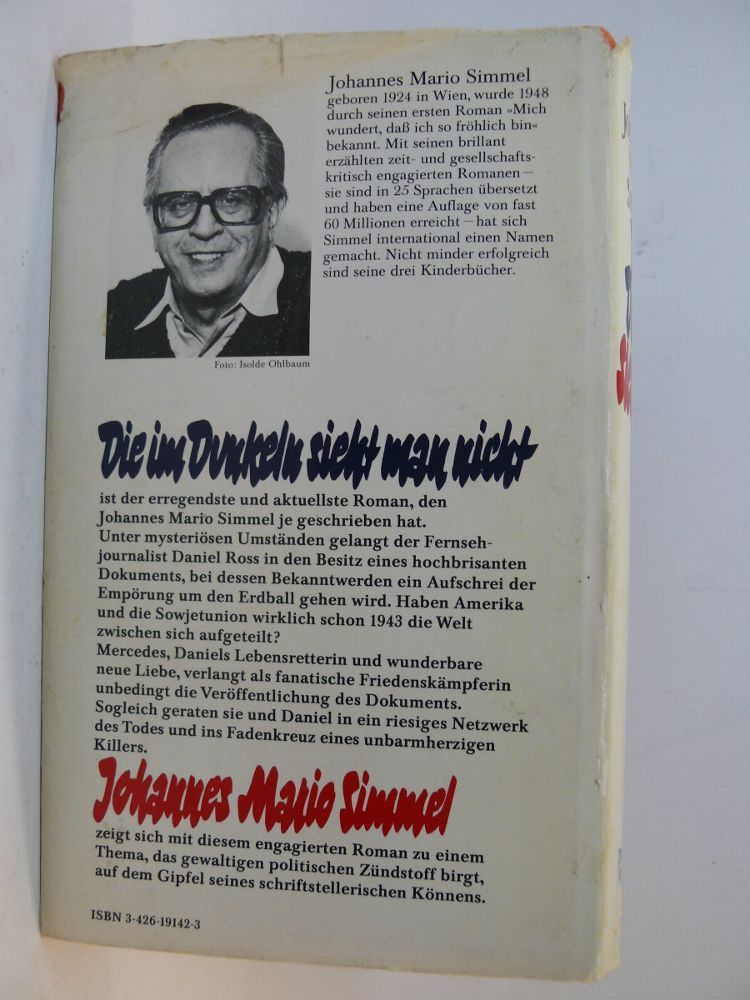 Johannes Mario Simmel
geboren 1924 in Wien, wurde 1948
durch seinen ersten Roman »Mich
wundert, daß ich so fröhlich bin«
bekannt. Mit seinen brillant
erzählten zeit- und gesellschafts-
kritisch engagierten Romanen –
sie sind in 25 Sprachen übersetzt
und haben eine Auflage von fast
60 Millionen erreicht – hat sich
Simmel international einen Namen
gemacht. Nicht minder erfolgreich
sind seine drei Kinderbücher.
Foto: Isolde Ohlbaum
Die im Dunkeln sieht man nicht
ist der erregendste und aktuellste Roman, den
Johannes Mario Simmel je geschrieben hat.
Unter mysteriösen Umständen gelangt der Fernseh-
journalist Daniel Ross in den Besitz eines hochbrisanten
Dokuments, bei dessen Bekanntwerden ein Aufschrei der
Empörung um den Erdball gehen wird. Haben Amerika
und die Sowjetunion wirklich schon 1943 die Welt
zwischen sich aufgeteilt?
Mercedes, Daniels Lebensretterin und wunderbare
neue Liebe, verlangt als fanatische Friedenskämpferin
unbedingt die Veröffentlichung des Dokuments.
Sogleich geraten sie und Daniel in ein riesiges Netzwerk
des Todes und ins Fadenkreuz eines unbarmherzigen
Killers.
Johannes Mario Simmel
zeigt sich mit diesem engagierten Roman zu einem
Thema, das gewaltigen politischen Zündstoff birgt,
auf dem Gipfel seines schriftstellerischen Könnens.
ISBN 3-426-19142-3